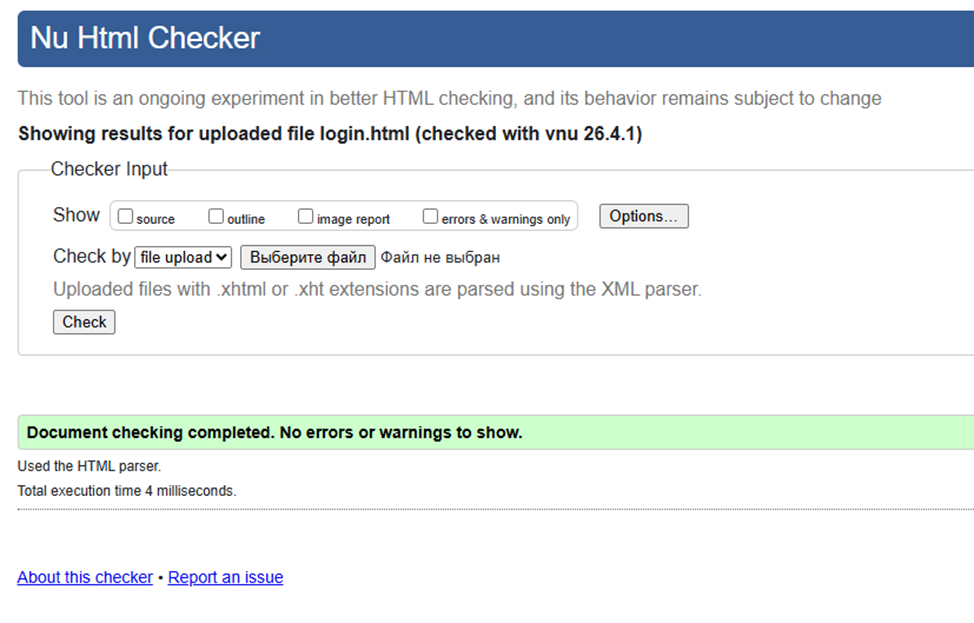 Nu Html Checker
This tool is an ongoing experiment in better HTML checking, and its behavior remains subject to change
Showing results for uploaded file login.html (checked with vnu 26.4.1)
Checker Input
Show source outline image report errors & warnings only Options...
Check by file upload Выберите файл Файл не выбран
Uploaded files with .xhtml or .xht extensions are parsed using the XML parser.
Check
Document checking completed. No errors or warnings to show.
Used the HTML parser.
Total execution time 4 milliseconds.
About this checker • Report an issue